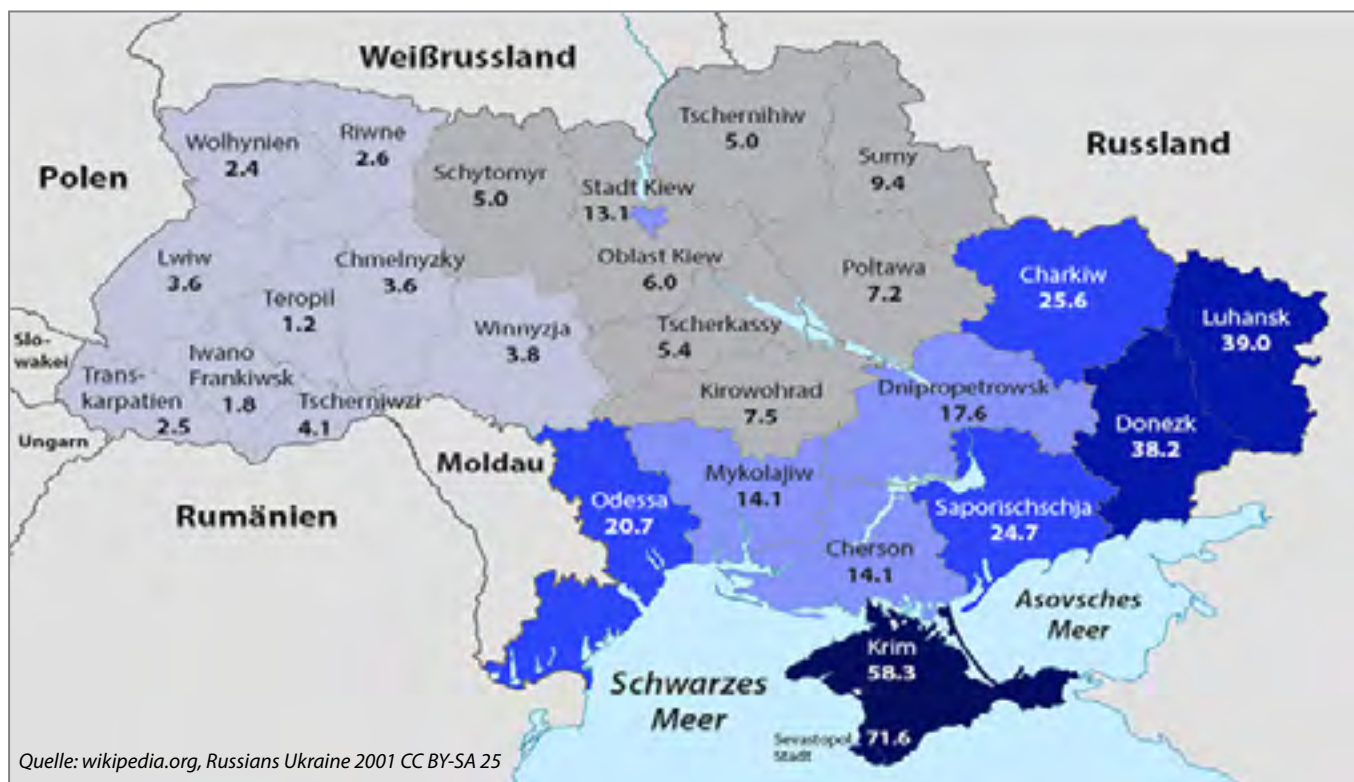 Weißrussland
Polen
Russland
Wolhynien
2.4
Riwne
2.6
Schytomyr
5.0
Stadt Kiew
13.1
Tschernihiw
5.0
Sumy
9.4
Lwiw
3.6
Teropil
1.2
Chmelnyzky
3.6
Winnyzja
3.8
Oblast Kiew
6.0
Tscherkassy
5.4
Poltawa
7.2
Charkiw
25.6
Luhansk
39.0
Slo-
wakei
Trans-
karpatien
2.5
Iwano
Frankiwsk
1.8
Tscherniwzi
4.1
Kirowohrad
7.5
Dnipropetrowsk
17.6
Donezk
38.2
Ungarn
Moldau
Rumänien
Odessa
20.7
Mykolajiw
14.1
Cherson
14.1
Saporischschja
24.7
Asovsches
Meer
Krim
58.3
Schwarzes
Meer
Sevastopol
Stadt
71.6
Quelle: wikipedia.org, Russians Ukraine 2001 CC BY-SA 25